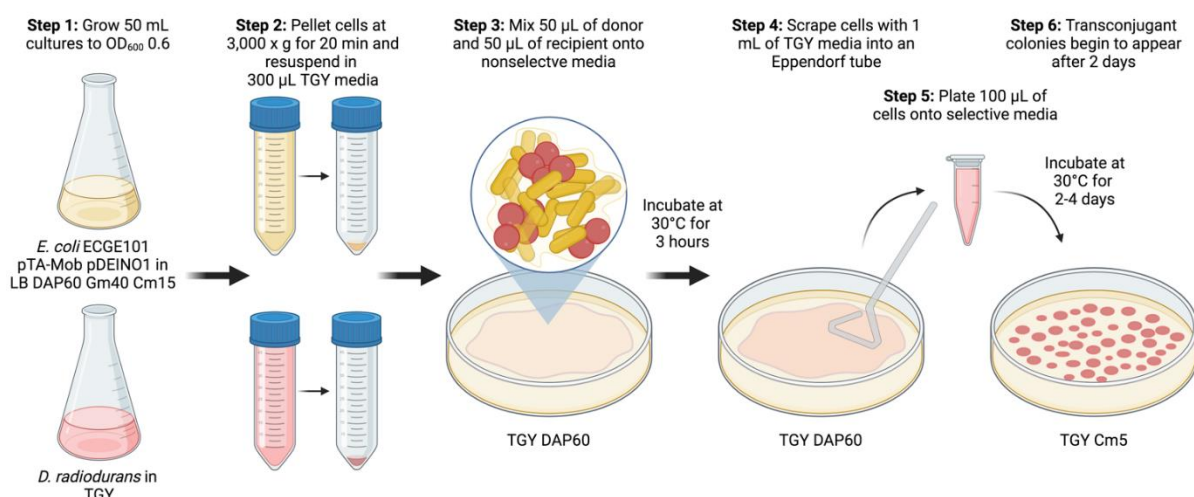 Step 1: Grow 50 mL
cultures to OD₆₀₀ 0.6
Step 2: Pellet cells at
3,000 x g for 20 min and
resuspend in
300 µL TGY media
Step 3: Mix 50 µL of donor
and 50 µL of recipient onto
nonselectve media
Step 4: Scrape cells with 1
mL of TGY media into an
Eppendorf tube
Step 5: Plate 100 µL of
cells onto selective media
Step 6: Transconjugant
colonies begin to appear
after 2 days
Incubate at
30°C for
3 hours
Incubate at
30°C for
2-4 days
E. coli ECGE101
pTA-Mob pDEINO1 in
LB DAP60 Gm40 Cm15
D. radiodurans in
TGY
TGY DAP60
TGY DAP60
TGY Cm5